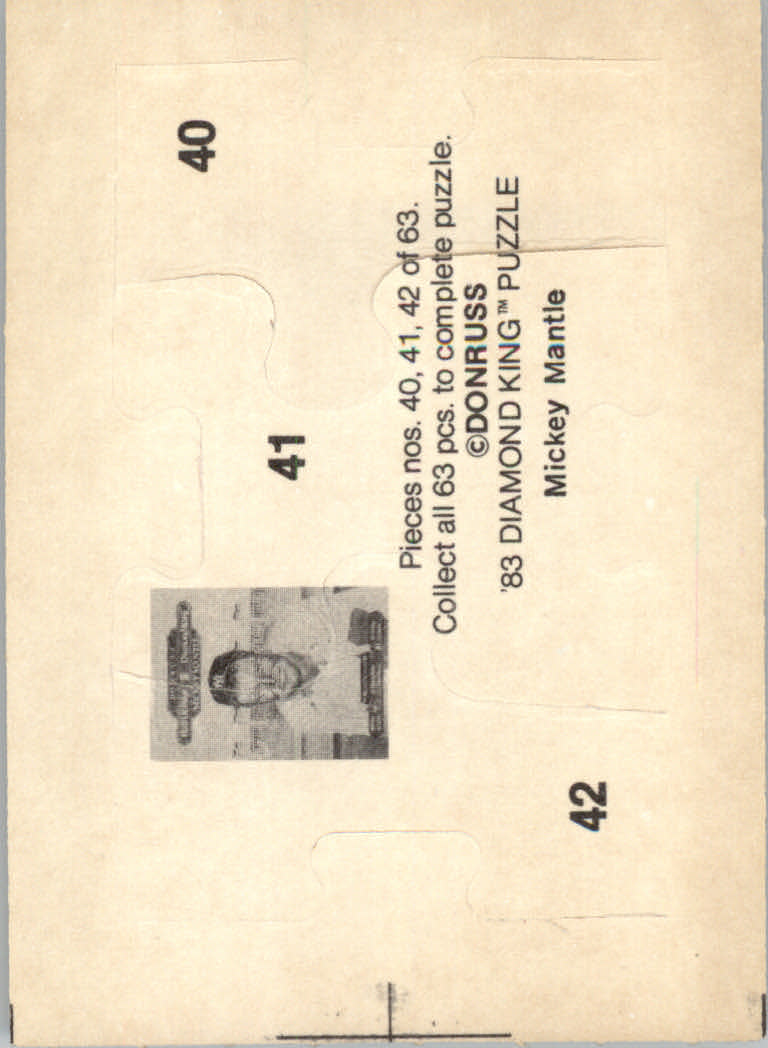 40
41
42
Pieces nos. 40, 41, 42 of 63.
Collect all 63 pcs. to complete puzzle.
©DONRUSS
'83 DIAMOND KING™ PUZZLE
Mickey Mantle